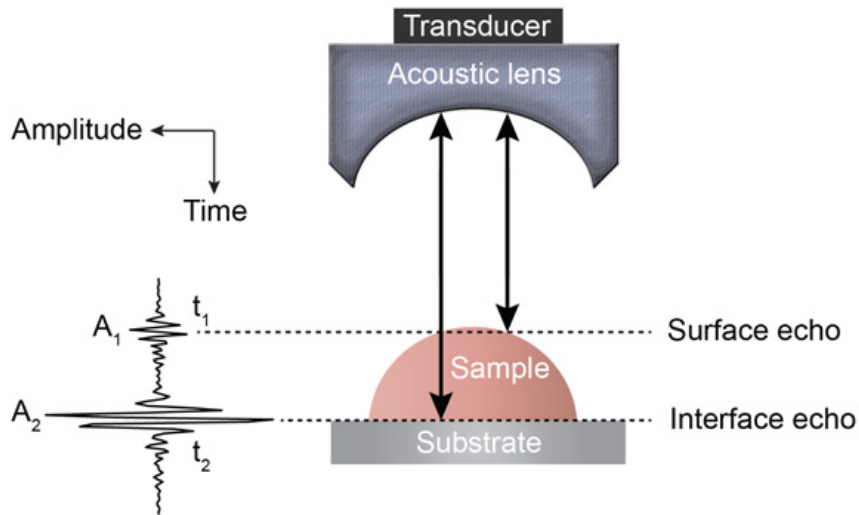 Transducer
Acoustic lens
Amplitude
Time
A₁
t₁
Surface echo
Sample
A₂
Interface echo
Substrate
t₂